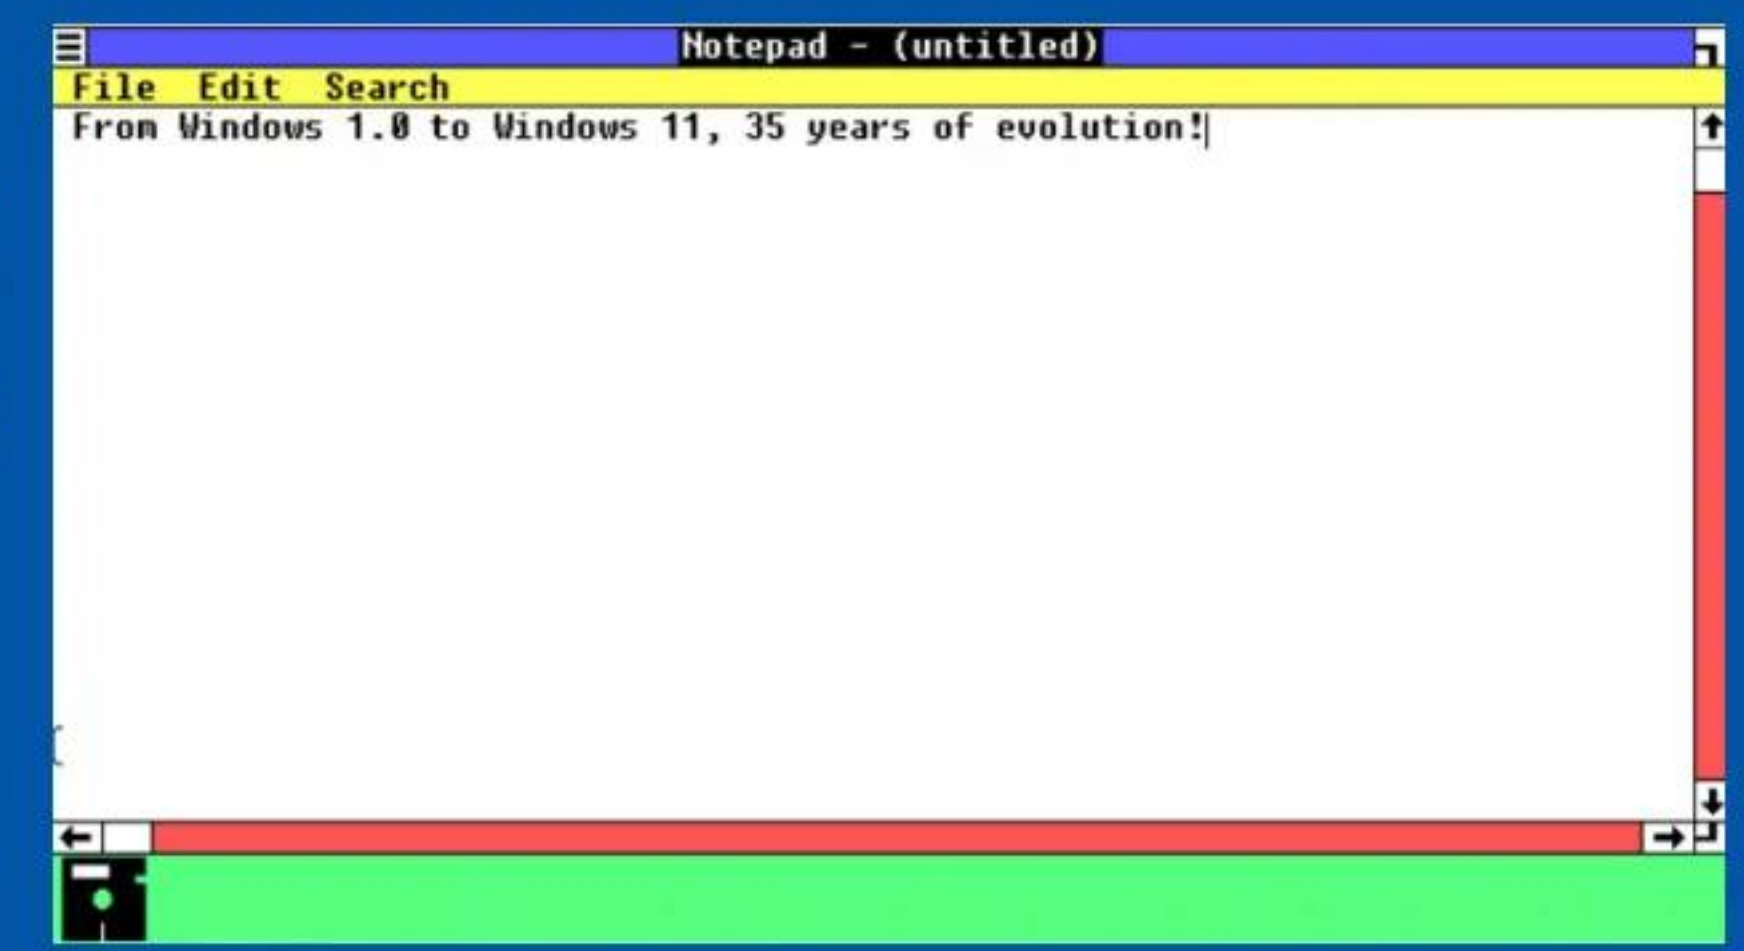 Notepad - (untitled)
File Edit Search
From Windows 1.0 to Windows 11, 35 years of evolution!